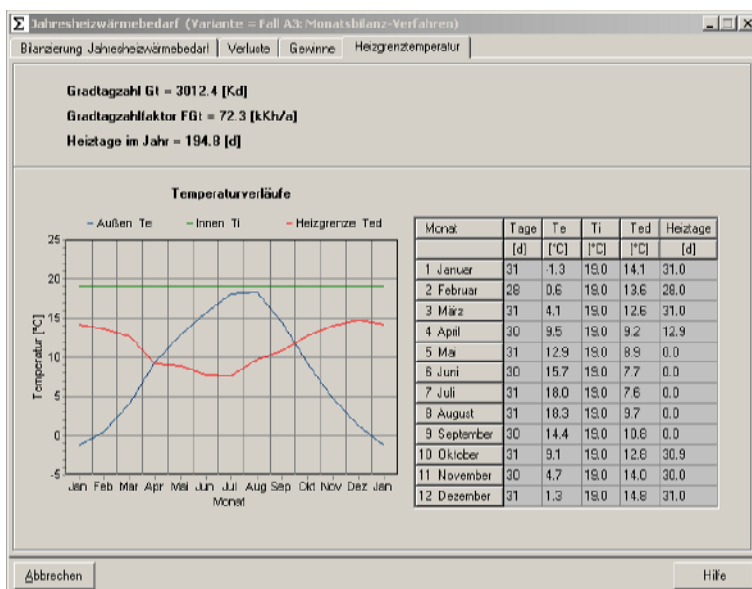 Σ Jahresheizwärmebedarf (Variante = Fall A3: Monatsbilanz-Verfahren)
Bilanzierung Jahresheizwärmebedarf Verluste Gewinne Heizgrenztemperatur
Gradtagzahl Gt = 3012.4 [Kd]
Gradtagzahlfaktor FGt = 72.3 [kKh/a]
Heiztage im Jahr = 194.8 [d]
Temperaturverläufe
Außen Te Innen Ti Heizgrenze Ted
25
20
15
10
5
0
-5
Temperatur [°C]
Jan Feb Mar Apr Mai Jun Jul Aug Sep Okt Nov Dez Jan
Monat
Monat Tage Te Ti Ted Heiztage
[d] [°C] [°C] [°C] [d]
1 Januar 31 -1.3 19.0 14.1 31.0
2 Februar 28 0.6 19.0 13.6 28.0
3 März 31 4.1 19.0 12.6 31.0
4 April 30 9.5 19.0 9.2 12.9
5 Mai 31 12.9 19.0 8.9 0.0
6 Juni 30 15.7 19.0 7.7 0.0
7 Juli 31 18.0 19.0 7.6 0.0
8 August 31 18.3 19.0 9.7 0.0
9 September 30 14.4 19.0 10.8 0.0
10 Oktober 31 9.1 19.0 12.8 30.9
11 November 30 4.7 19.0 14.0 30.0
12 Dezember 31 1.3 19.0 14.8 31.0
Abbrechen
Hilfe